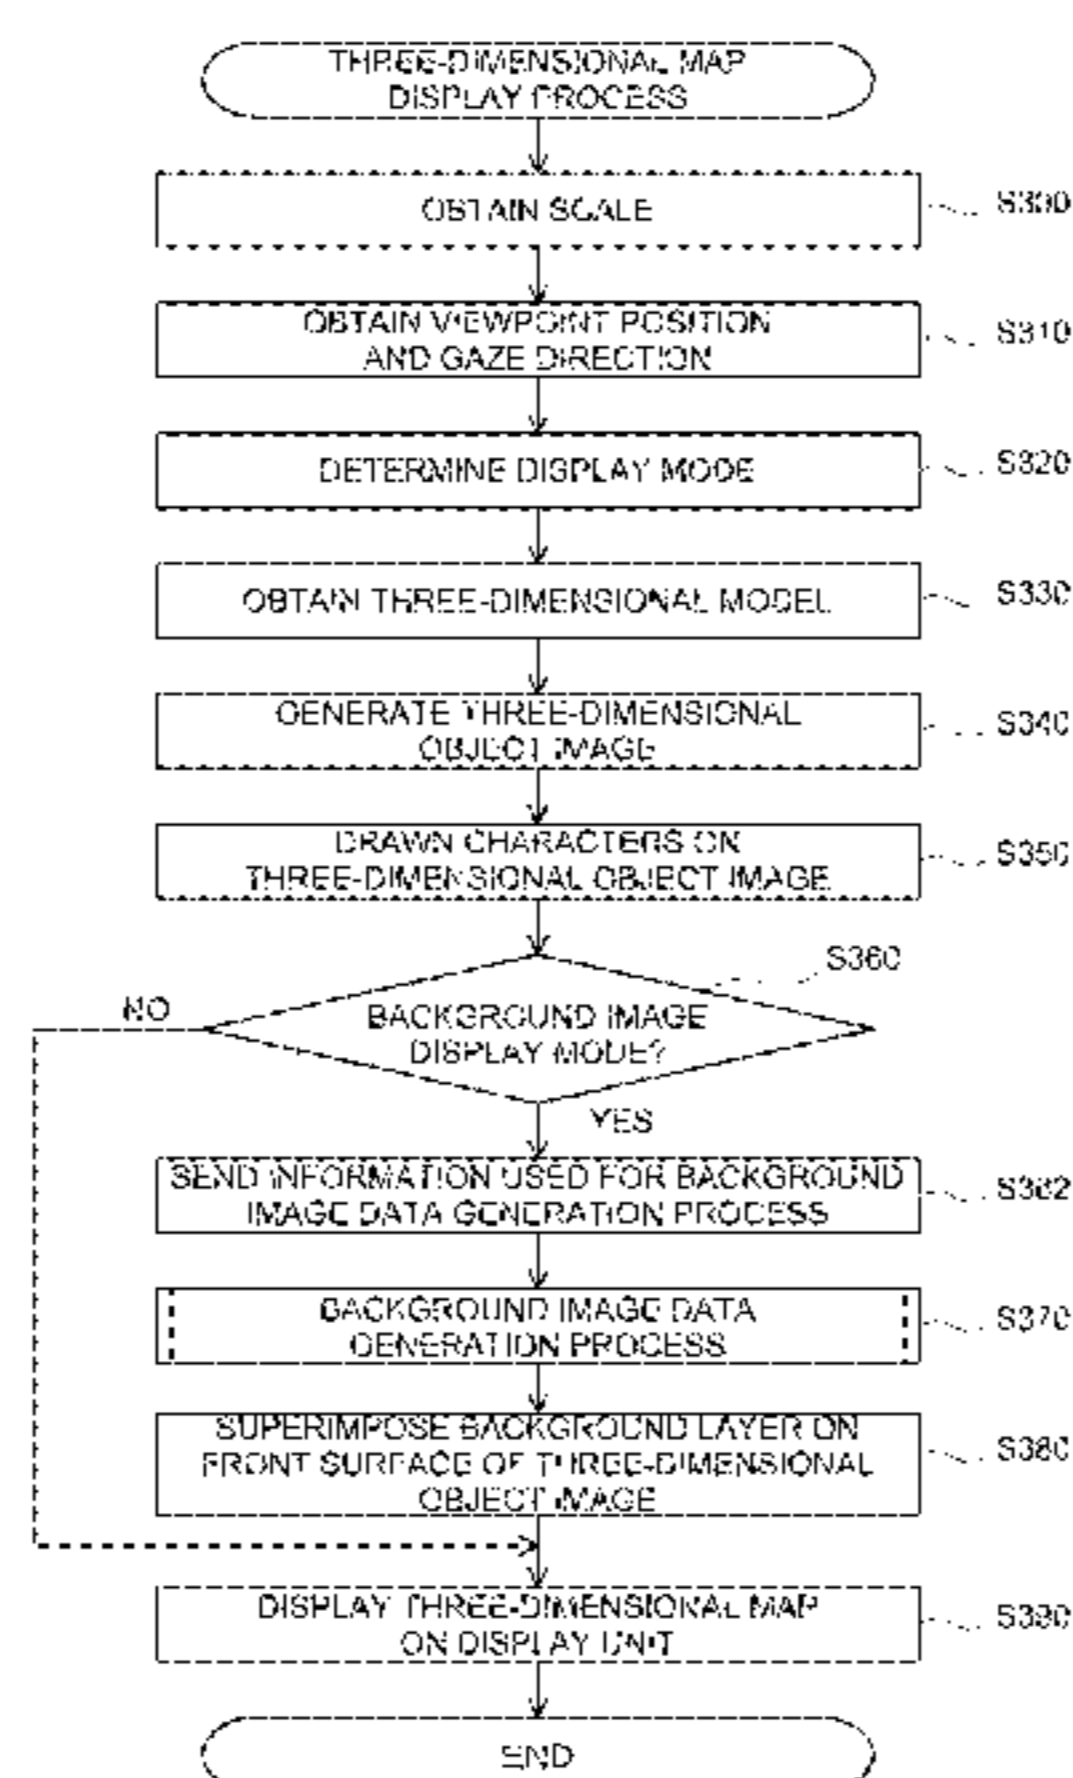 THREE-DIMENSIONAL MAP
DISPLAY PROCESS
OBTAIN SCALE
S300
OBTAIN VIEWPOINT POSITION
AND GAZE DIRECTION
S310
DETERMINE DISPLAY MODE
S320
OBTAIN THREE-DIMENSIONAL MODEL
S330
GENERATE THREE-DIMENSIONAL
OBJECT IMAGE
S340
DRAWN CHARACTERS ON
THREE-DIMENSIONAL OBJECT IMAGE
S350
S360
NO
BACKGROUND IMAGE
DISPLAY MODE?
YES
SEND INFORMATION USED FOR BACKGROUND
IMAGE DATA GENERATION PROCESS
S362
BACKGROUND IMAGE DATA
GENERATION PROCESS
S370
SUPERIMPOSE BACKGROUND LAYER ON
FRONT SURFACE OF THREE-DIMENSIONAL
OBJECT IMAGE
S380
DISPLAY THREE-DIMENSIONAL MAP
ON DISPLAY UNIT
S390
END